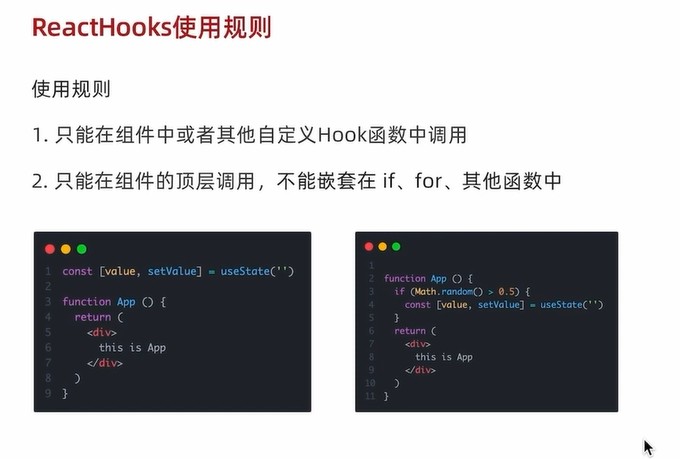 ReactHooks使用规则
使用规则
1. 只能在组件中或者其他自定义Hook函数中调用
2. 只能在组件的顶层调用，不能嵌套在 if、for、其他函数中
1 const [value, setValue] = useState('')
2
3 function App () {
4   return (
5     <div>
6       this is App
7     </div>
8   )
9 }
1
2 function App () {
3   if (Math.random() > 0.5) {
4     const [value, setValue] = useState('')
5   }
6   return (
7     <div>
8       this is App
9     </div>
10   )
11 }